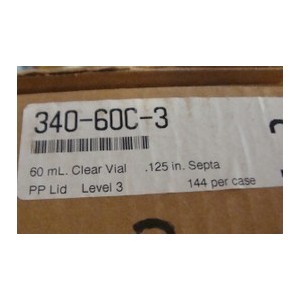 340-60C-3
60 mL. Clear Vial .125 in. Septa
PP Lid Level 3 144 per case